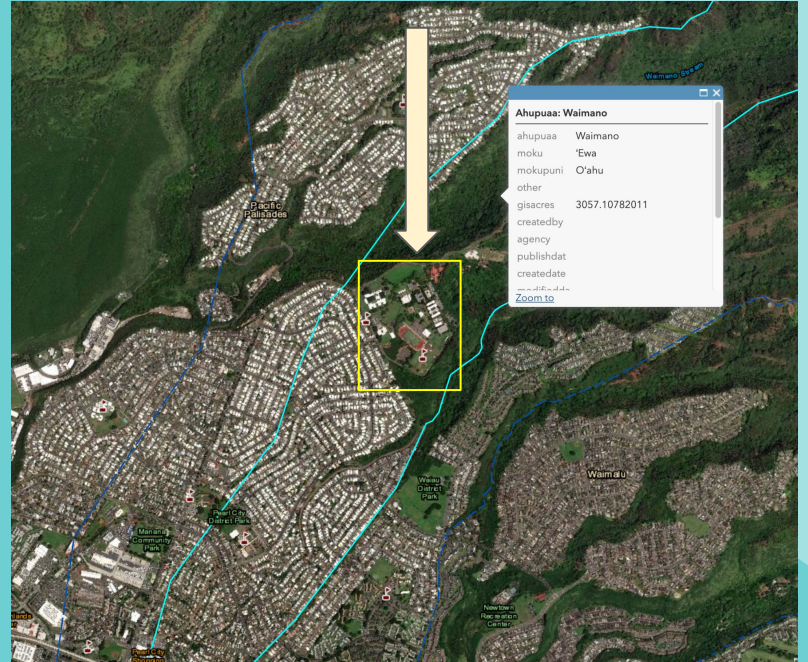 Waimano Stream
Ahupuaa: Waimano
ahupuaa Waimano
moku ʻEwa
mokupuni Oʻahu
other
gisacres 3057.10782011
createdby
agency
publishdat
createdate
Zoom to
Pacific
Palisades
Waimalu
Waiau
District
Park
Pearl City
District Park
Manana
Community
Park
Newtown
Recreation
Center
Pearl City